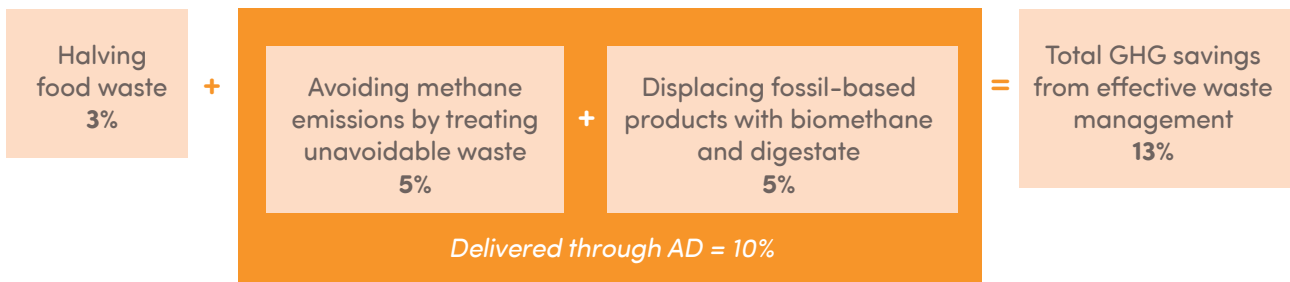 Halving
food waste
3%
+
Avoiding methane
emissions by treating
unavoidable waste
5%
+
Displacing fossil-based
products with biomethane
and digestate
5%
Delivered through AD = 10%
=
Total GHG savings
from effective waste
management
13%